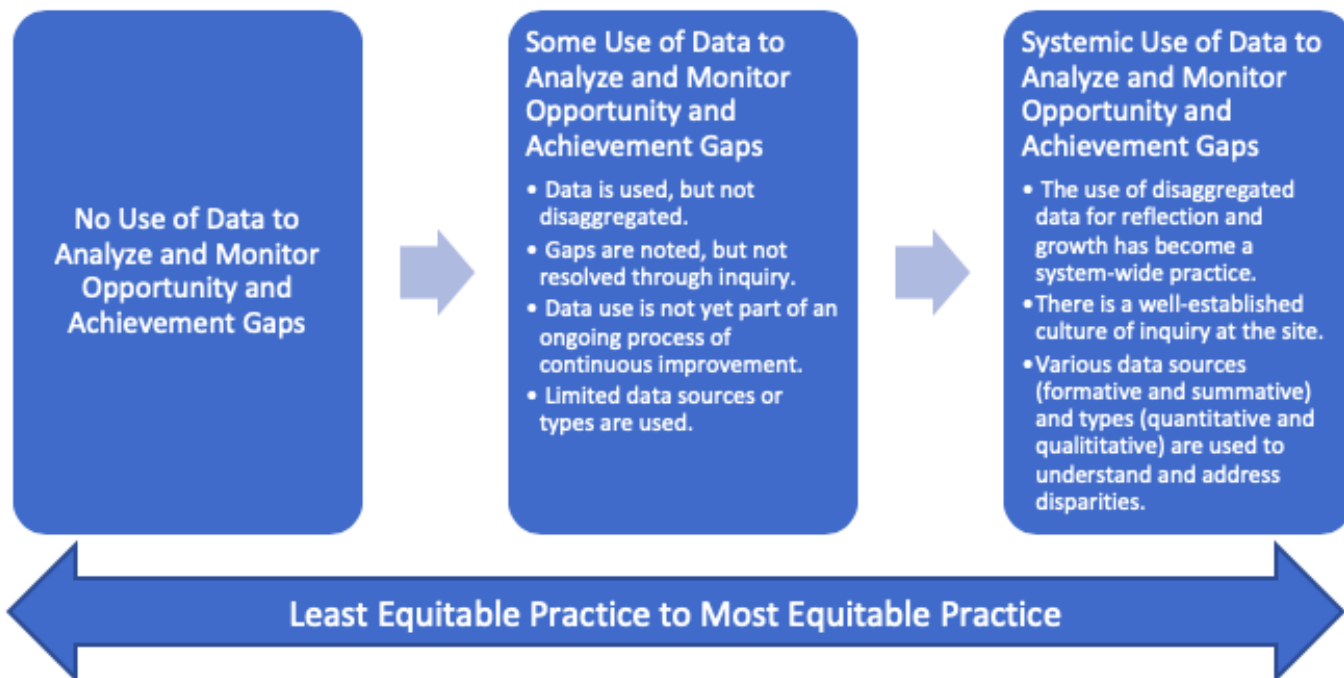 No Use of Data to
Analyze and Monitor
Opportunity and
Achievement Gaps
Some Use of Data to
Analyze and Monitor
Opportunity and
Achievement Gaps
• Data is used, but not
disaggregated.
• Gaps are noted, but not
resolved through inquiry.
• Data use is not yet part of an
ongoing process of
continuous improvement.
• Limited data sources or
types are used.
Systemic Use of Data to
Analyze and Monitor
Opportunity and
Achievement Gaps
• The use of disaggregated
data for reflection and
growth has become a
system-wide practice.
• There is a well-established
culture of inquiry at the site.
• Various data sources
(formative and summative)
and types (quantitative and
qualititative) are used to
understand and address
disparities.
Least Equitable Practice to Most Equitable Practice